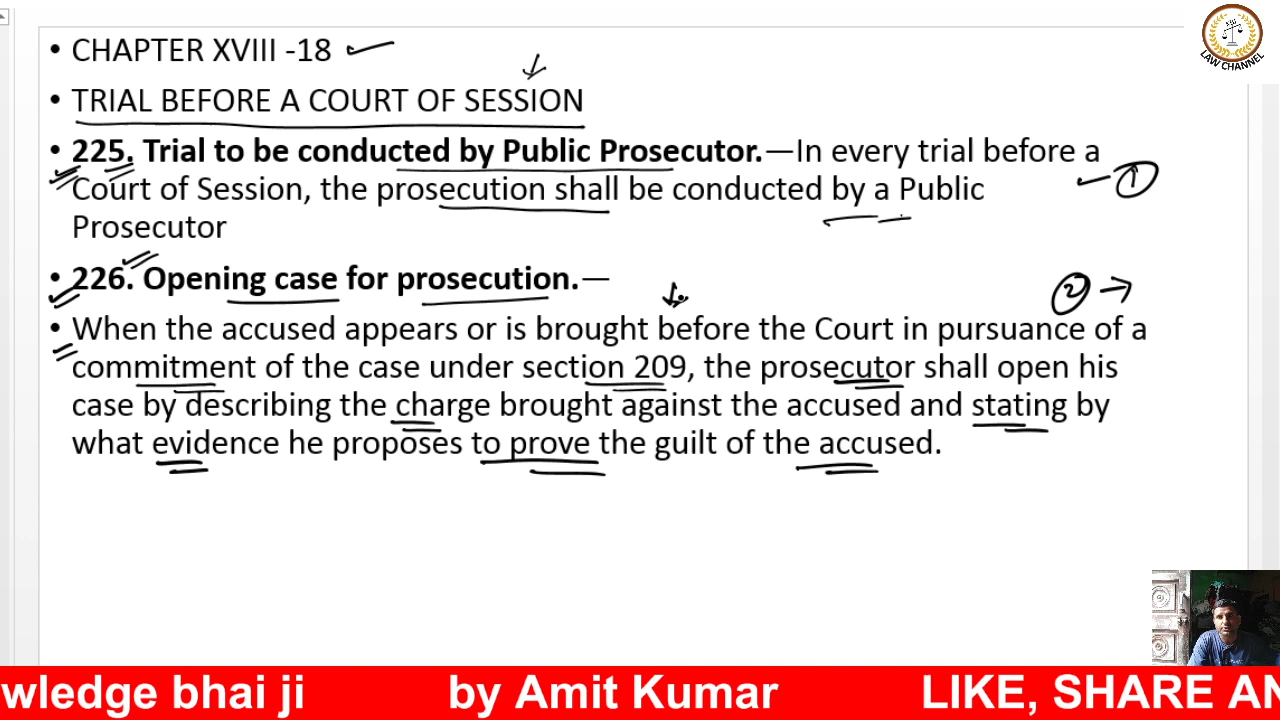 • CHAPTER XVIII -18
• TRIAL BEFORE A COURT OF SESSION
• 225. Trial to be conducted by Public Prosecutor.—In every trial before a
Court of Session, the prosecution shall be conducted by a Public
Prosecutor
1
• 226. Opening case for prosecution.—
2
• When the accused appears or is brought before the Court in pursuance of a
commitment of the case under section 209, the prosecutor shall open his
case by describing the charge brought against the accused and stating by
what evidence he proposes to prove the guilt of the accused.
LAW CHANNEL
wledge bhai ji by Amit Kumar LIKE, SHARE AN